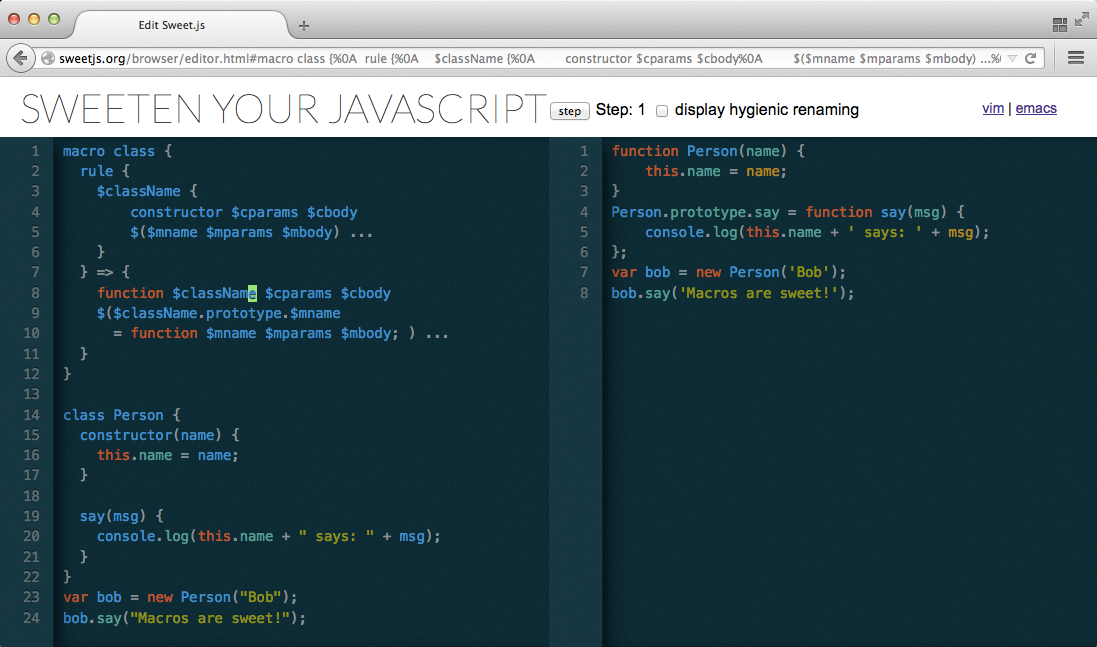 Edit Sweet.js
sweetjs.org/browser/editor.html#macro class {%0A  rule {%0A    $className {%0A        constructor $cparams $cbody%0A        $($mname $mparams $mbody) ...%(
SWEETEN YOUR JAVASCRIPT step Step: 1 display hygienic renaming vim | emacs
1 macro class {
2   rule {
3     $className {
4         constructor $cparams $cbody
5         $($mname $mparams $mbody) ...
6     }
7   } => {
8     function $className $cparams $cbody
9     $($className.prototype.$mname
10       = function $mname $mparams $mbody; ) ...
11   }
12 }
13
14 class Person {
15   constructor(name) {
16     this.name = name;
17   }
18
19   say(msg) {
20     console.log(this.name + " says: " + msg);
21   }
22 }
23 var bob = new Person("Bob");
24 bob.say("Macros are sweet!");
1 function Person(name) {
2     this.name = name;
3 }
4 Person.prototype.say = function say(msg) {
5     console.log(this.name + ' says: ' + msg);
6 };
7 var bob = new Person('Bob');
8 bob.say('Macros are sweet!');